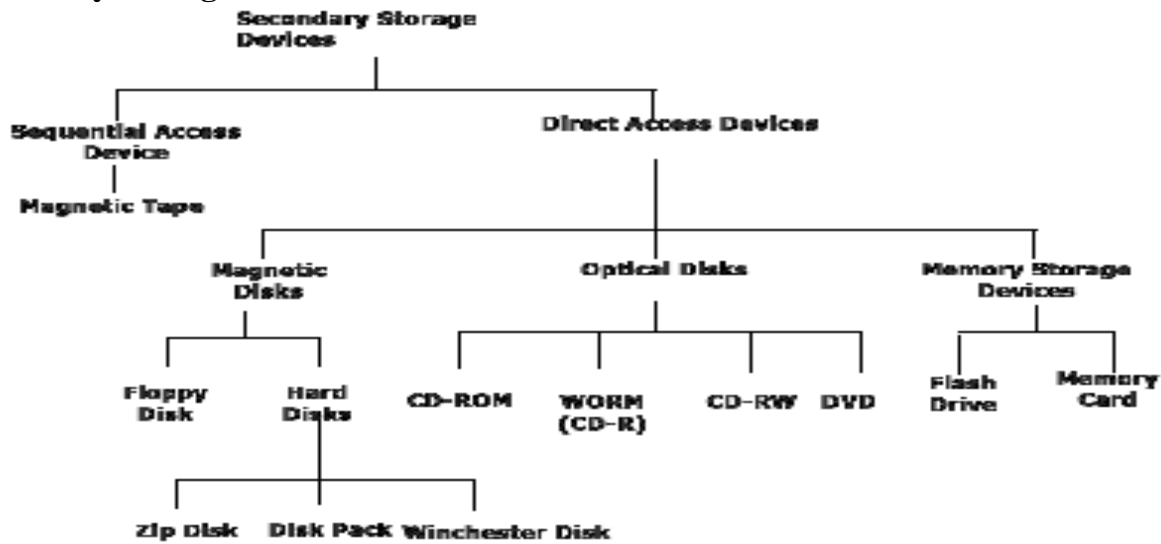 Secondary Storage
Devices
Sequential Access
Device
Direct Access Devices
Magnetic Tape
Magnetic
Disks
Optical Disks
Memory Storage
Devices
Floppy
Disk
Hard
Disks
CD-ROM
WORM
(CD-R)
CD-RW
DVD
Flash
Drive
Memory
Card
Zip Disk
Disk Pack
Winchester Disk